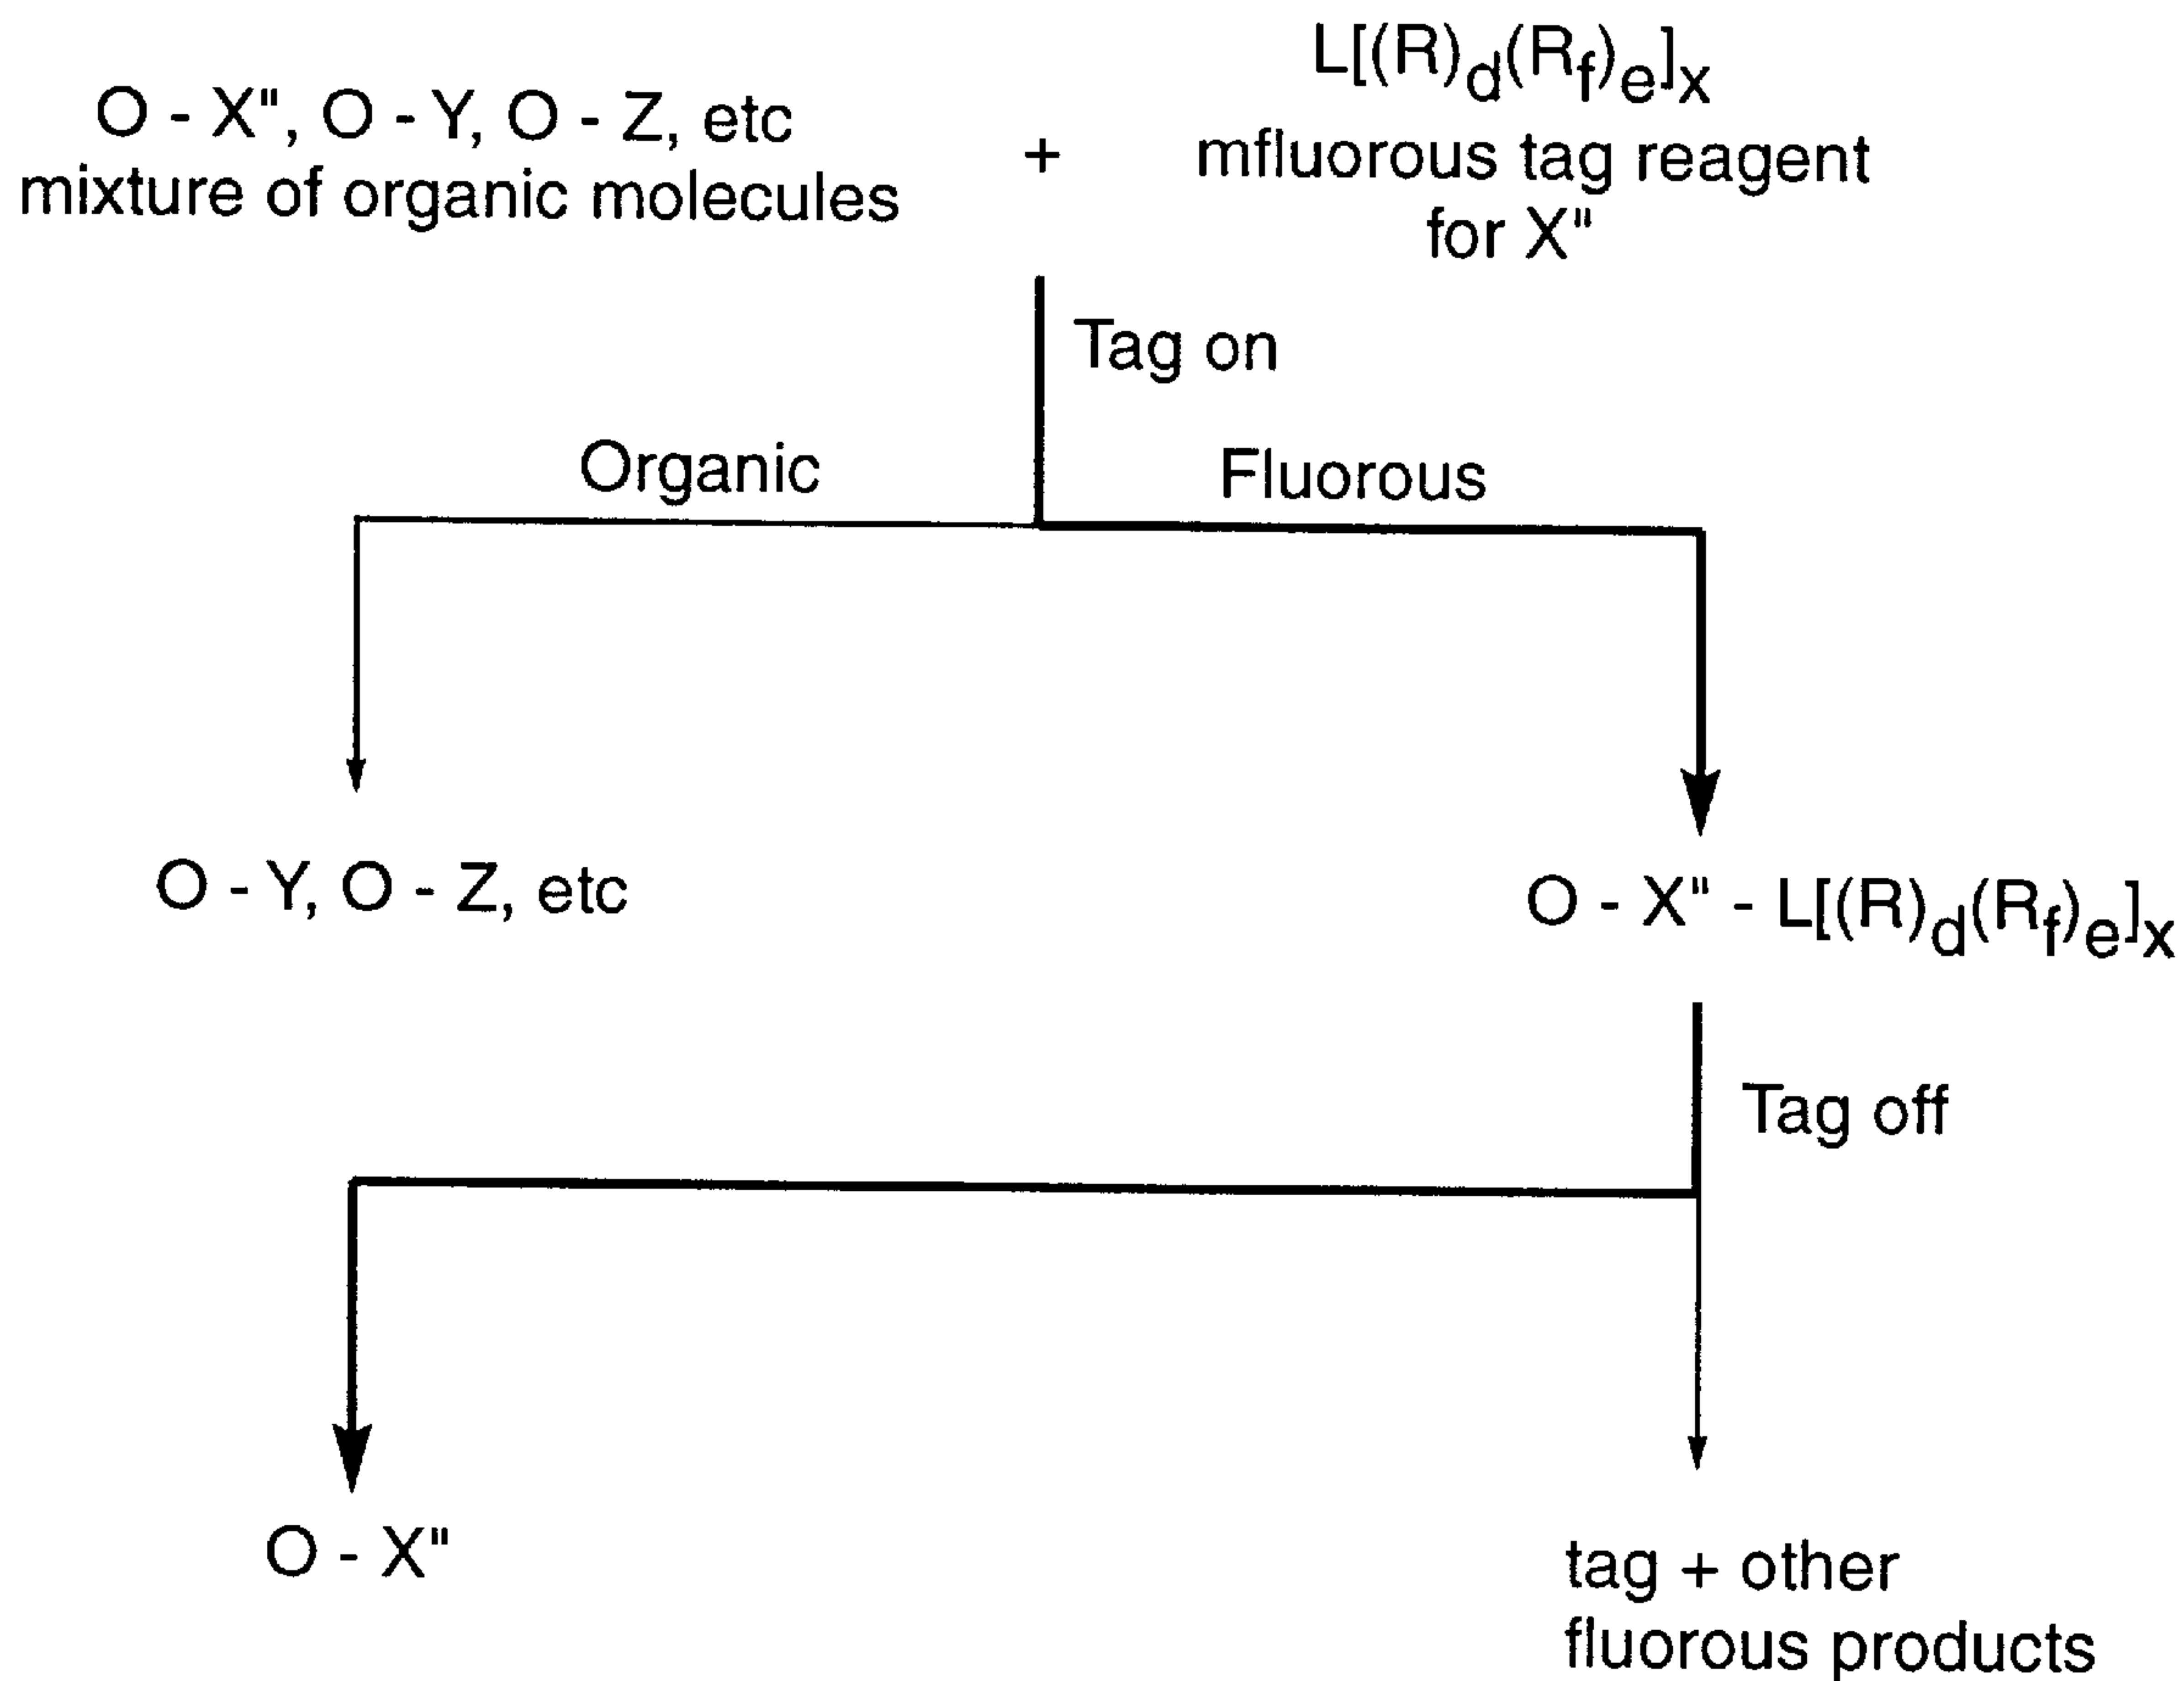 O - X", O - Y, O - Z, etc
mixture of organic molecules
+
L[(R)d(Rf)e]x
mfluorous tag reagent
for X"
Tag on
Organic
Fluorous
O - Y, O - Z, etc
O - X" - L[(R)d(Rf)e]x
Tag off
O - X"
tag + other
fluorous products